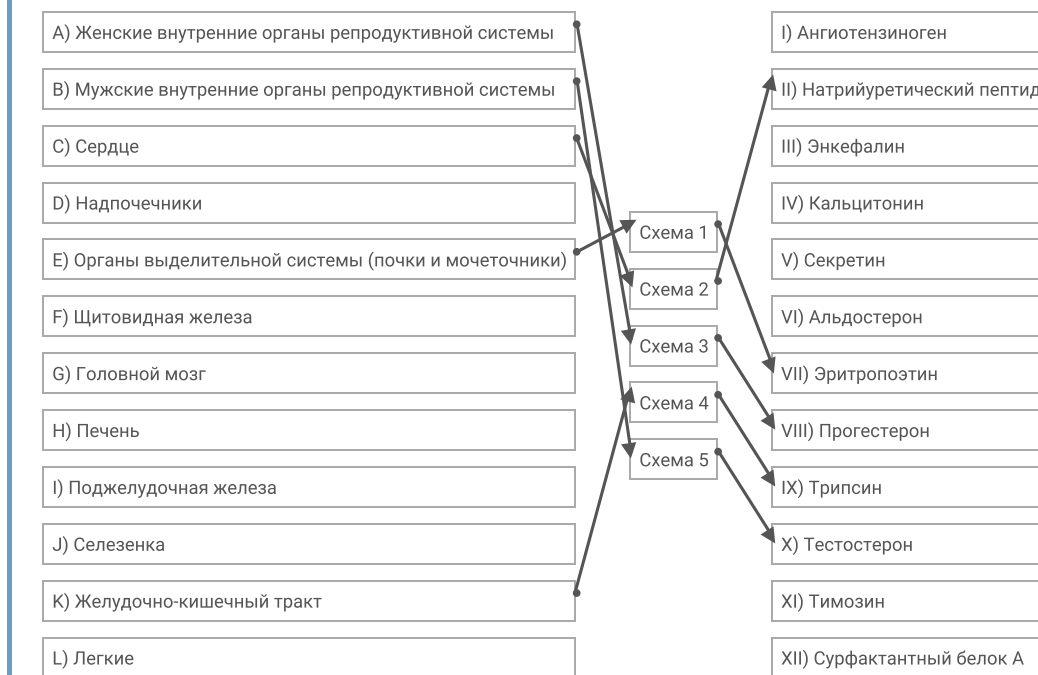 A) Женские внутренние органы репродуктивной системы
B) Мужские внутренние органы репродуктивной системы
C) Сердце
D) Надпочечники
E) Органы выделительной системы (почки и мочеточники)
F) Щитовидная железа
G) Головной мозг
H) Печень
I) Поджелудочная железа
J) Селезенка
K) Желудочно-кишечный тракт
L) Легкие
Схема 1
Схема 2
Схема 3
Схема 4
Схема 5
I) Ангиотензиноген
II) Натрийуретический пептид
III) Энкефалин
IV) Кальцитонин
V) Секретин
VI) Альдостерон
VII) Эритропоэтин
VIII) Прогестерон
IX) Трипсин
X) Тестостерон
XI) Тимозин
XII) Сурфактантный белок А